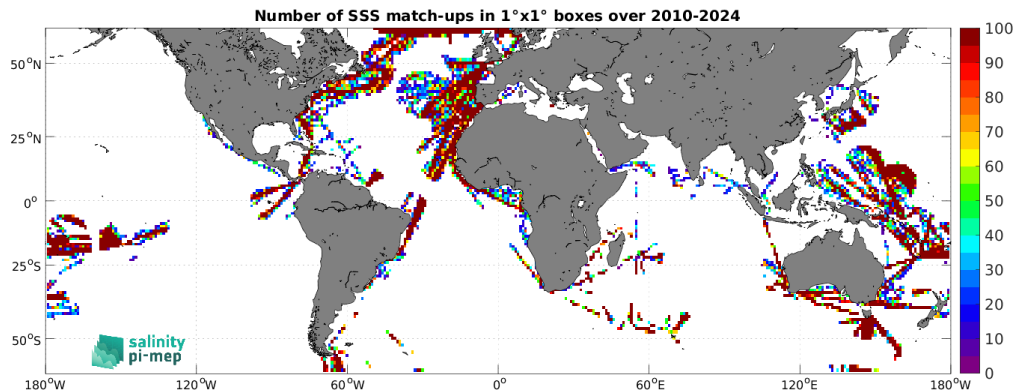 Number of SSS match-ups in 1°x1° boxes over 2010-2024
50°N
25°N
0°
25°S
50°S
180°W
120°W
60°W
0°
60°E
120°E
180°W
100
90
80
70
60
50
40
30
20
10
0
salinity
pi-mep